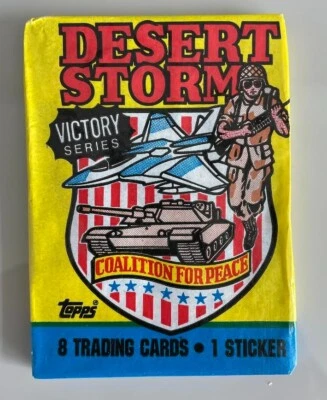 DESERT
STORM
VICTORY
SERIES
COALITION FOR PEACE
Topps®
8 TRADING CARDS • 1 STICKER